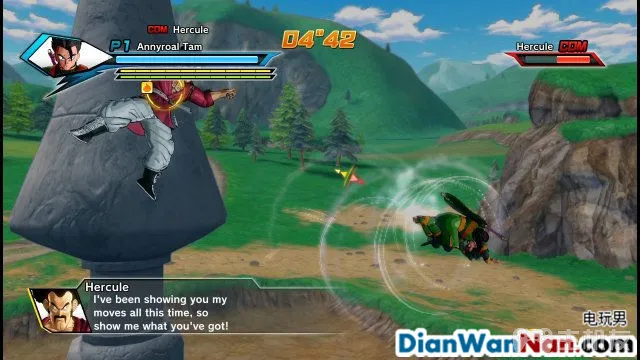 COM Hercule
P1 Annyroal Tam
04"42
Hercule COM
Hercule
I've been showing you my
moves all this time, so
show me what you've got!
电玩男
DianWanNan.com